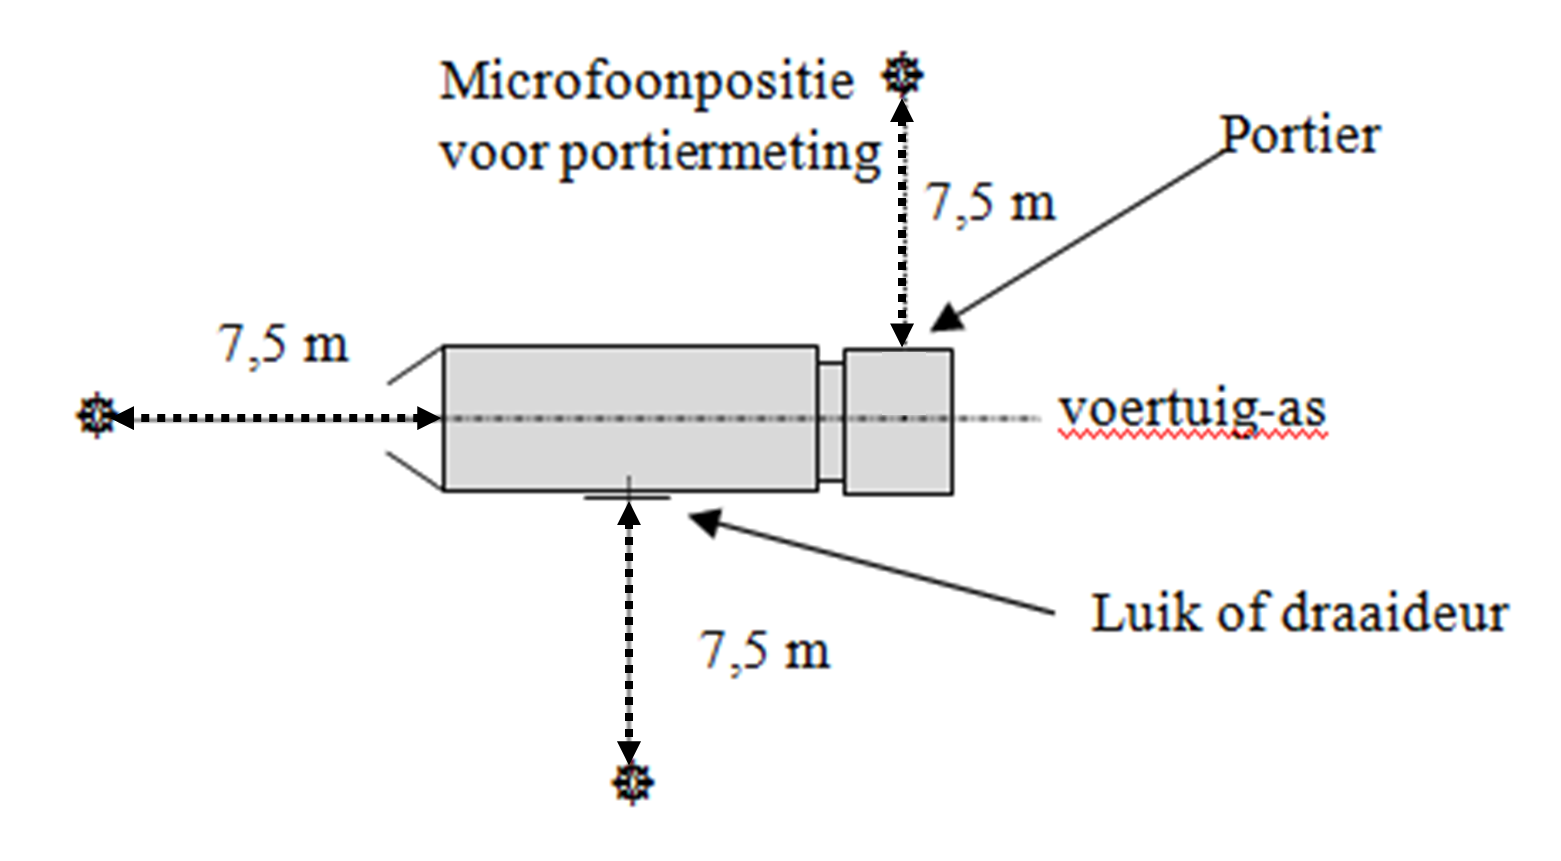 Microfoonpositie
voor portiermeting
Portier
7,5 m
7,5 m
voertuig-as
Luik of draaideur
7,5 m